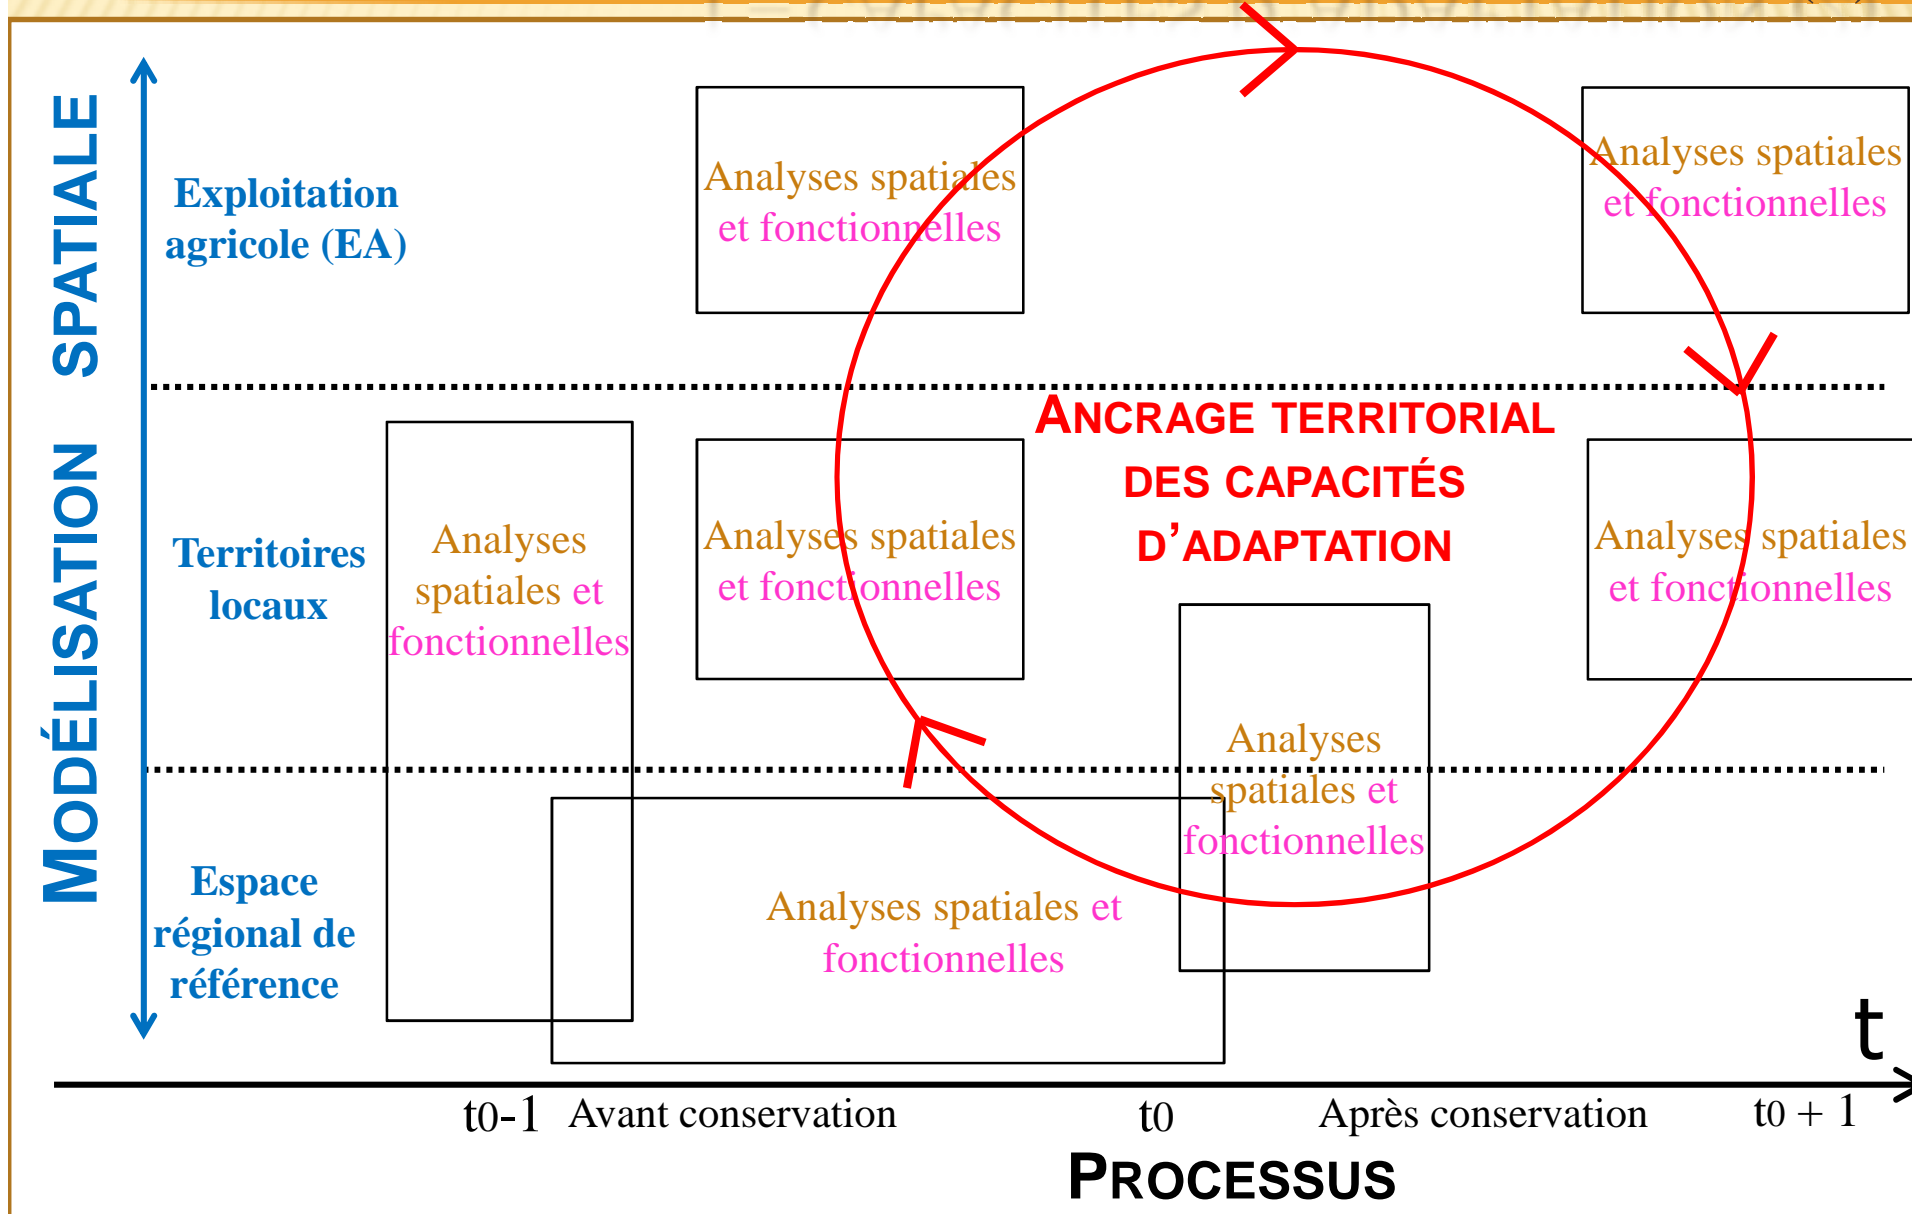 MODÉLISATION SPATIALE
Exploitation
agricole (EA)
Analyses spatiales
et fonctionnelles
Analyses spatiales
et fonctionnelles
ANCRAGE TERRITORIAL
DES CAPACITÉS
D’ADAPTATION
Territoires
locaux
Analyses
spatiales et
fonctionnelles
Analyses spatiales
et fonctionnelles
Analyses spatiales
et fonctionnelles
Analyses
spatiales et
fonctionnelles
Espace
régional de
référence
Analyses spatiales et
fonctionnelles
t
t0-1 Avant conservation t0 Après conservation t0 + 1
PROCESSUS